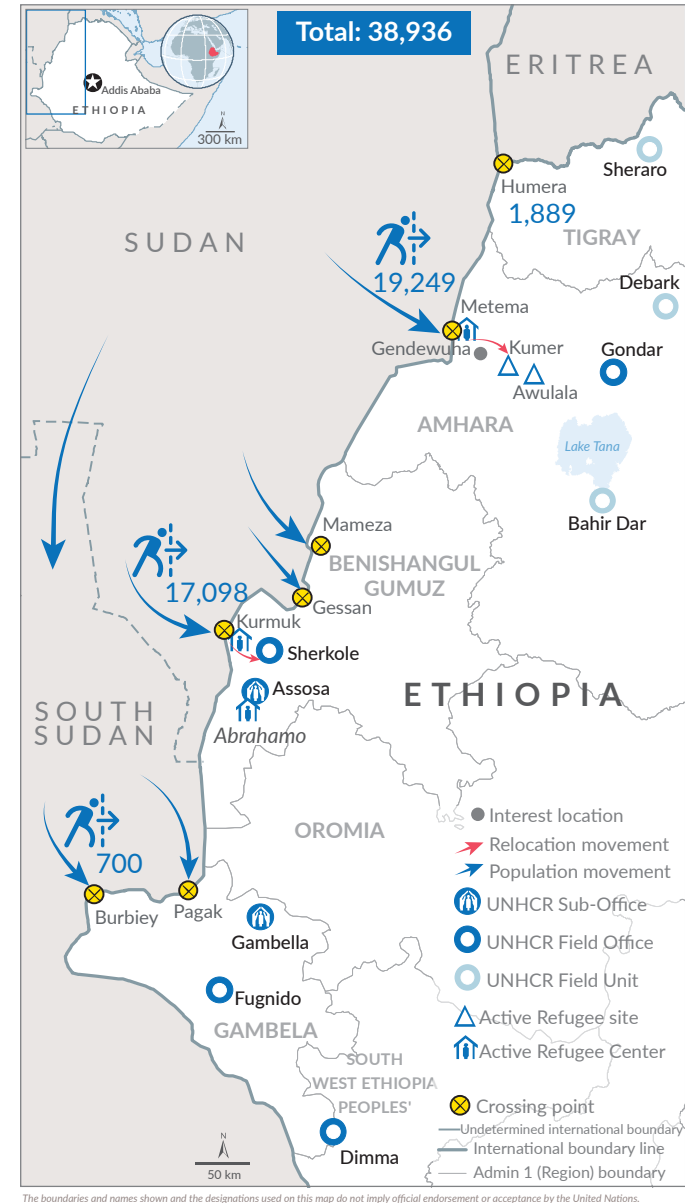 Total: 38,936
Addis Ababa
ETHIOPIA
N
300 km
ERITREA
Sheraro
Humera
1,889
TIGRAY
SUDAN
19,249
Debark
Metema
Gendewuha
Kumer
Gondar
Awulala
AMHARA
Lake Tana
Bahir Dar
Mameza
BENISHANGUL
GUMUZ
17,098
Gessan
Kurmuk
Sherkole
Assosa
ETHIOPIA
SOUTH
SUDAN
Abrahamo
OROMIA
700
Burbiey
Pagak
Gambella
Fugnido
GAMBELA
SOUTH
WEST ETHIOPIA
PEOPLES'
Dimma
Interest location
Relocation movement
Population movement
UNHCR Sub-Office
UNHCR Field Office
UNHCR Field Unit
Active Refugee site
Active Refugee Center
Crossing point
Undetermined international boundary
International boundary line
Admin 1 (Region) boundary
N
50 km
The boundaries and names shown and the designations used on this map do not imply official endorsement or acceptance by the United Nations.